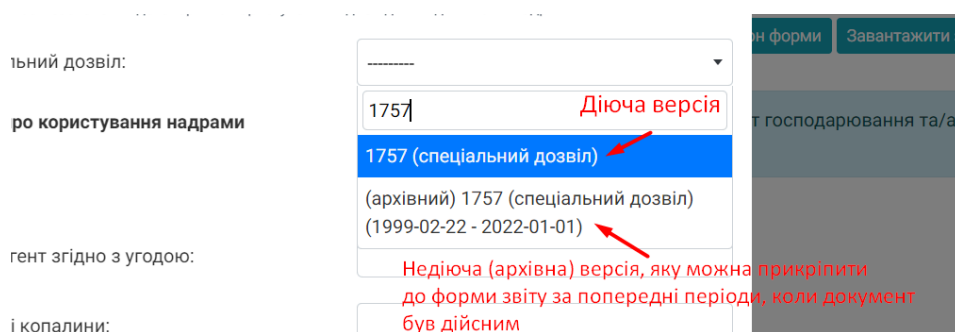 он форми
Завантажити
ьний дозвіл:
---------
1757
Діюча версія
ро користування надрами
т господарювання та/а
1757 (спеціальний дозвіл)
(архівний) 1757 (спеціальний дозвіл)
(1999-02-22 - 2022-01-01)
гент згідно з угодою:
Недіюча (архівна) версія, яку можна прикріпити
до форми звіту за попередні періоди, коли документ
був дійсним
і копалини: